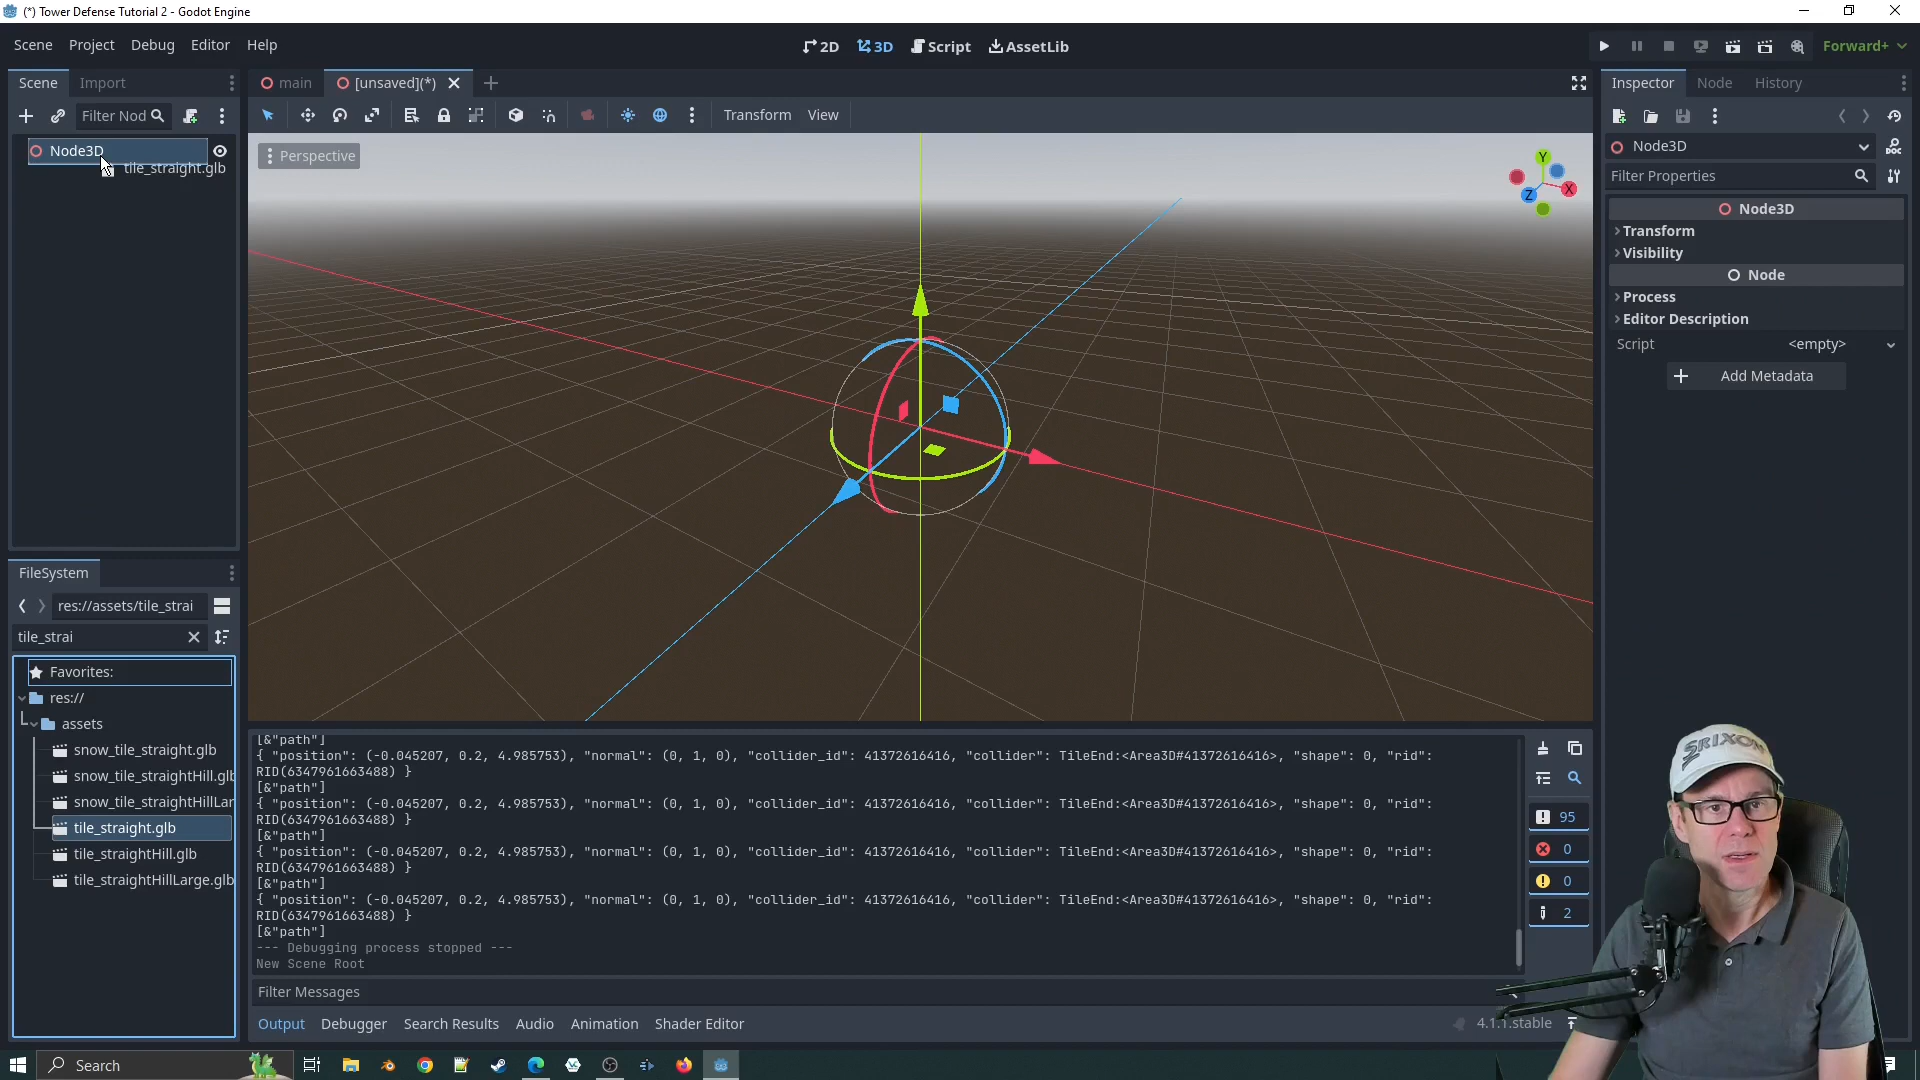 (*) Tower Defense Tutorial 2 - Godot Engine
Scene Project Debug Editor Help
2D 3D Script AssetLib
Forward+
Scene Import
main [unsaved](*)
Inspector Node History
Filter Nod
Transform View
Node3D
tile_straight.glb
Perspective
Y
X
Z
Node3D
Filter Properties
Node3D
Transform
Visibility
Node
Process
Editor Description
Script <empty>
Add Metadata
FileSystem
res://assets/tile_strai
tile_strai
Favorites:
res://
assets
snow_tile_straight.glb
snow_tile_straightHill.glb
snow_tile_straightHillLar
tile_straight.glb
tile_straightHill.glb
tile_straightHillLarge.glb
[&"path"]
{ "position": (-0.045207, 0.2, 4.985753), "normal": (0, 1, 0), "collider_id": 41372616416, "collider": TileEnd:<Area3D#41372616416>, "shape": 0, "rid":
RID(6347961663488) }
[&"path"]
{ "position": (-0.045207, 0.2, 4.985753), "normal": (0, 1, 0), "collider_id": 41372616416, "collider": TileEnd:<Area3D#41372616416>, "shape": 0, "rid":
RID(6347961663488) }
[&"path"]
{ "position": (-0.045207, 0.2, 4.985753), "normal": (0, 1, 0), "collider_id": 41372616416, "collider": TileEnd:<Area3D#41372616416>, "shape": 0, "rid":
RID(6347961663488) }
[&"path"]
{ "position": (-0.045207, 0.2, 4.985753), "normal": (0, 1, 0), "collider_id": 41372616416, "collider": TileEnd:<Area3D#41372616416>, "shape": 0, "rid":
RID(6347961663488) }
[&"path"]
--- Debugging process stopped ---
New Scene Root
95
0
0
2
Filter Messages
Output Debugger Search Results Audio Animation Shader Editor
4.1.1.stable
SRIXON
Search